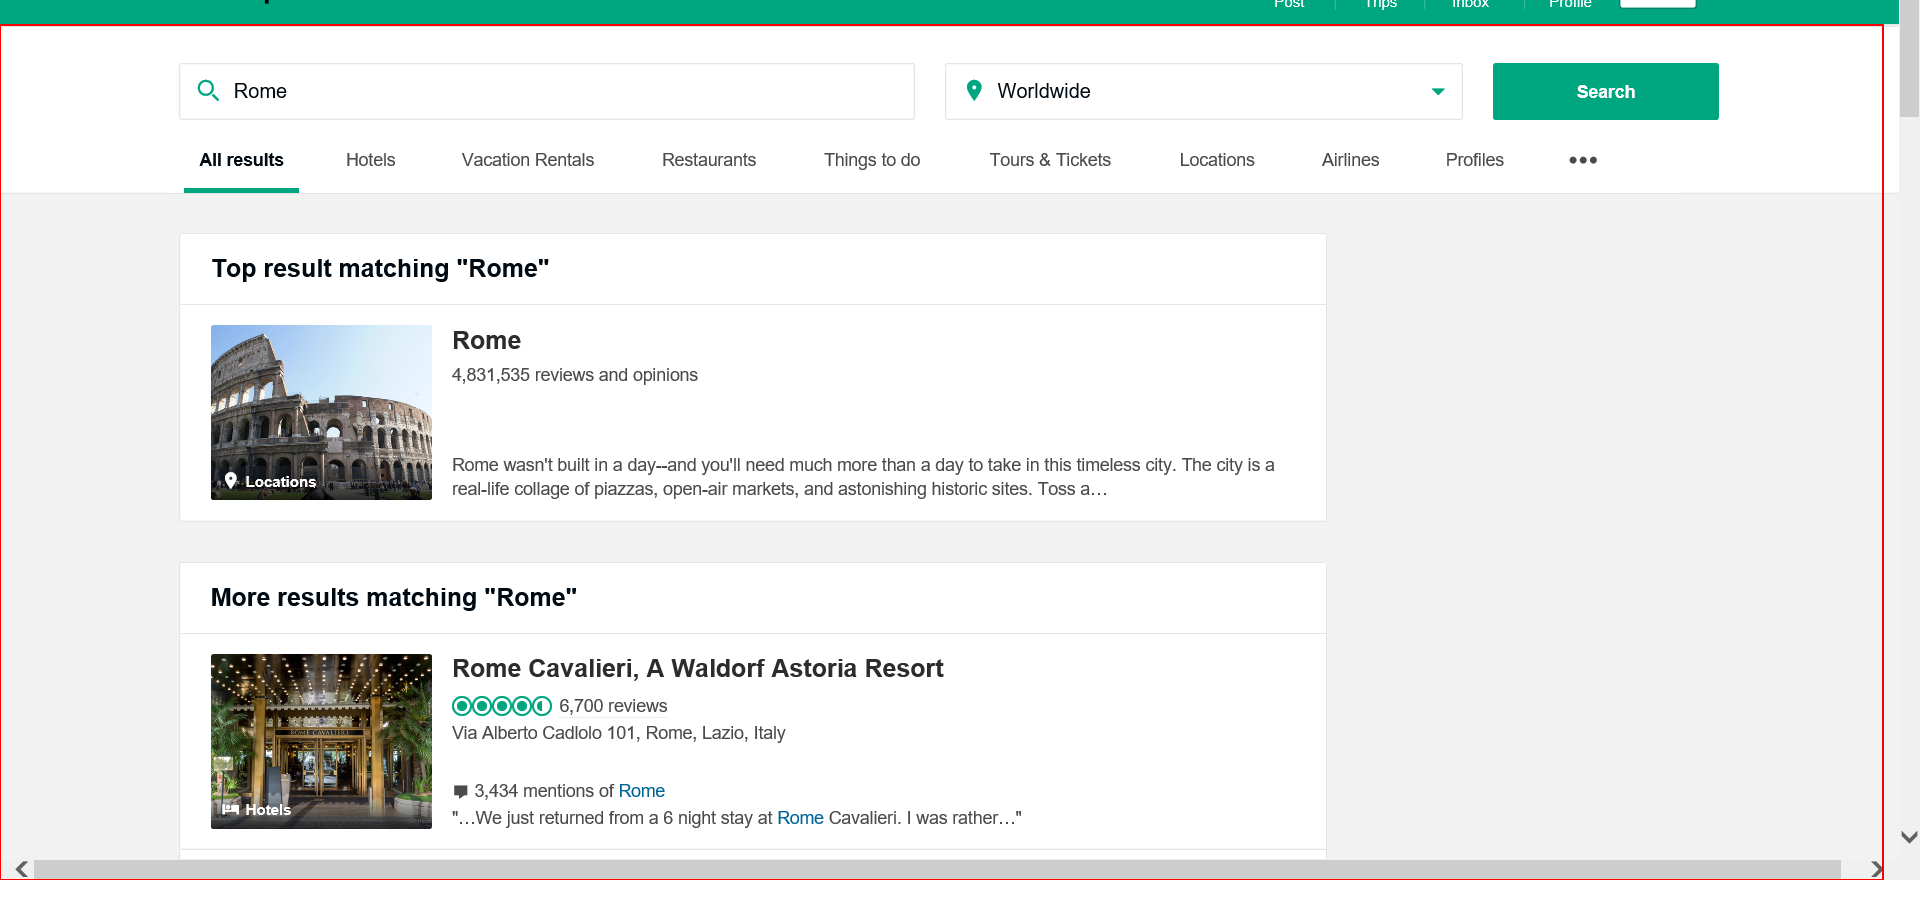 Post Trips Inbox Profile
Rome
Worldwide
Search
All results Hotels Vacation Rentals Restaurants Things to do Tours & Tickets Locations Airlines Profiles
Top result matching "Rome"
Rome
4,831,535 reviews and opinions
Rome wasn't built in a day--and you'll need much more than a day to take in this timeless city. The city is a
real-life collage of piazzas, open-air markets, and astonishing historic sites. Toss a…
Locations
More results matching "Rome"
Rome Cavalieri, A Waldorf Astoria Resort
6,700 reviews
Via Alberto Cadlolo 101, Rome, Lazio, Italy
ROME CAVALIERI
3,434 mentions of Rome
"…We just returned from a 6 night stay at Rome Cavalieri. I was rather…"
Hotels